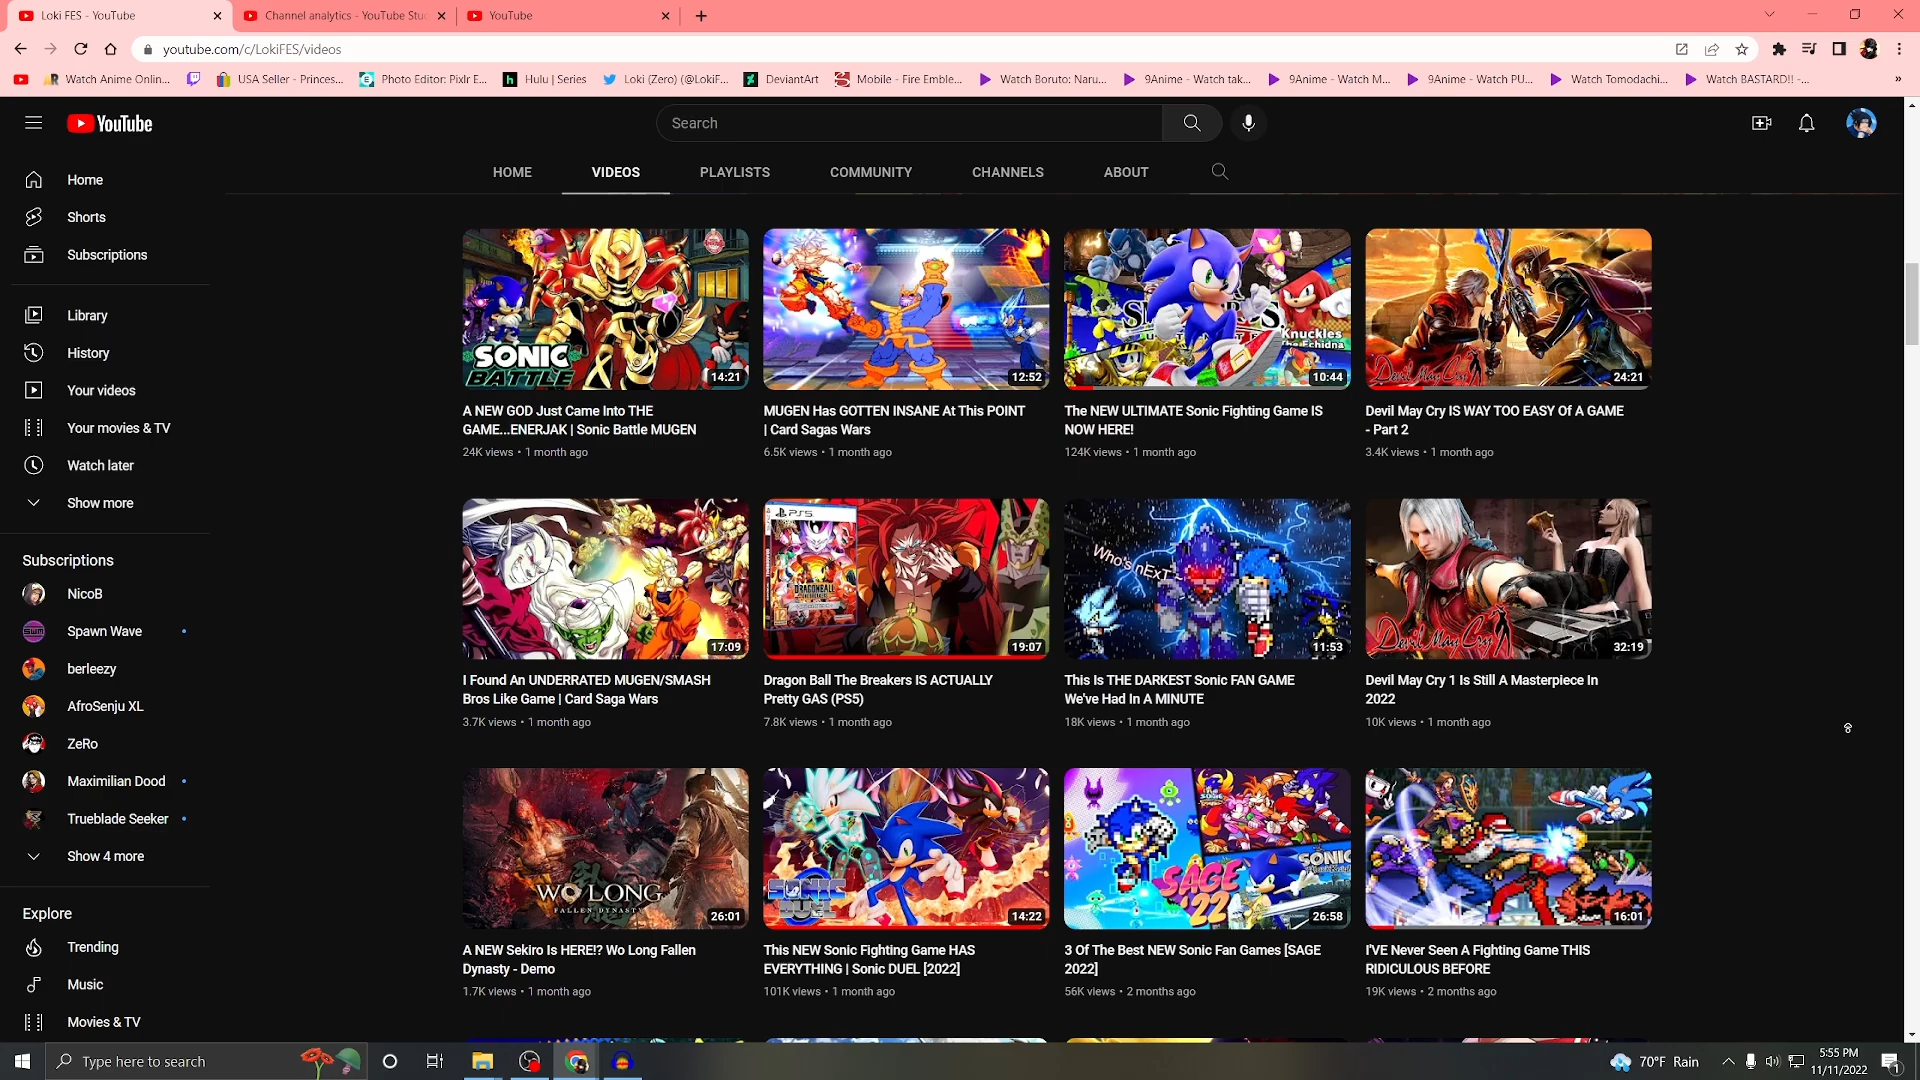 Loki FES - YouTube
Channel analytics - YouTube Stu
YouTube
youtube.com/c/LokiFES/videos
Watch Anime Onlin...
USA Seller - Princes...
Photo Editor: Pixlr E...
Hulu | Series
Loki (Zero) (@LokiF...
DeviantArt
Mobile - Fire Emble...
Watch Boruto: Naru...
9Anime - Watch tak...
9Anime - Watch M...
9Anime - Watch PU...
Watch Tomodachi...
Watch BASTARD!! -...
YouTube
Search
HOME
VIDEOS
PLAYLISTS
COMMUNITY
CHANNELS
ABOUT
Home
Shorts
Subscriptions
Library
History
Your videos
Your movies & TV
Watch later
Show more
Subscriptions
NicoB
Spawn Wave
berleezy
AfroSenju XL
ZeRo
Maximilian Dood
Trueblade Seeker
Show 4 more
Explore
Trending
Music
Movies & TV
SONIC
BATTLE
14:21
A NEW GOD Just Came Into THE
GAME...ENERJAK | Sonic Battle MUGEN
24K views • 1 month ago
12:52
MUGEN Has GOTTEN INSANE At This POINT
| Card Sagas Wars
6.5K views • 1 month ago
Knuckles
The Echidna
10:44
The NEW ULTIMATE Sonic Fighting Game IS
NOW HERE!
124K views • 1 month ago
Devil May Cry
24:21
Devil May Cry IS WAY TOO EASY Of A GAME
- Part 2
3.4K views • 1 month ago
17:09
I Found An UNDERRATED MUGEN/SMASH
Bros Like Game | Card Saga Wars
3.7K views • 1 month ago
PS5
DRAGONBALL
19:07
Dragon Ball The Breakers IS ACTUALLY
Pretty GAS (PS5)
7.8K views • 1 month ago
Who's nExT~
11:53
This Is THE DARKEST Sonic FAN GAME
We've Had In A MINUTE
18K views • 1 month ago
Devil May Cry
32:19
Devil May Cry 1 Is Still A Masterpiece In
2022
10K views • 1 month ago
WO LONG
FALLEN DYNASTY
26:01
A NEW Sekiro Is HERE!? Wo Long Fallen
Dynasty - Demo
1.7K views • 1 month ago
SONIC
DUEL
14:22
This NEW Sonic Fighting Game HAS
EVERYTHING | Sonic DUEL [2022]
101K views • 1 month ago
SONIC
SAGE
26:58
3 Of The Best NEW Sonic Fan Games [SAGE
2022]
56K views • 2 months ago
16:01
I'VE Never Seen A Fighting Game THIS
RIDICULOUS BEFORE
19K views • 2 months ago
Type here to search
70°F Rain
5:55 PM
11/11/2022
1